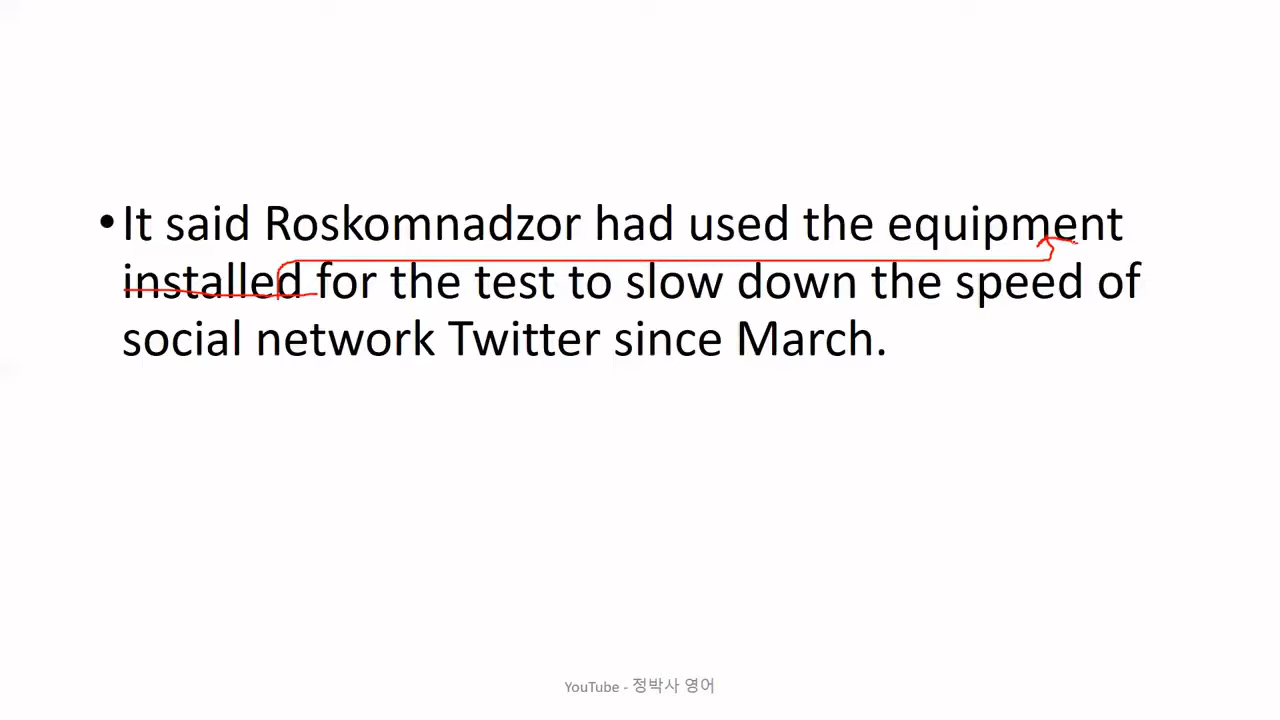 •It said Roskomnadzor had used the equipment
installed for the test to slow down the speed of
social network Twitter since March.
YouTube - 정박사 영어